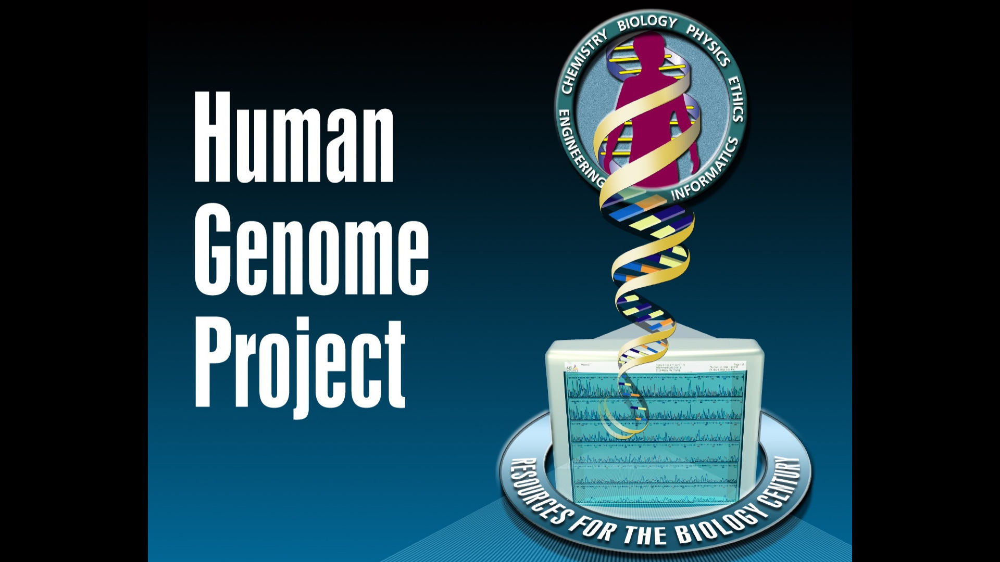 Human
Genome
Project
ENGINEERING CHEMISTRY BIOLOGY PHYSICS ETHICS INFORMATICS
RESOURCES FOR THE BIOLOGY CENTURY